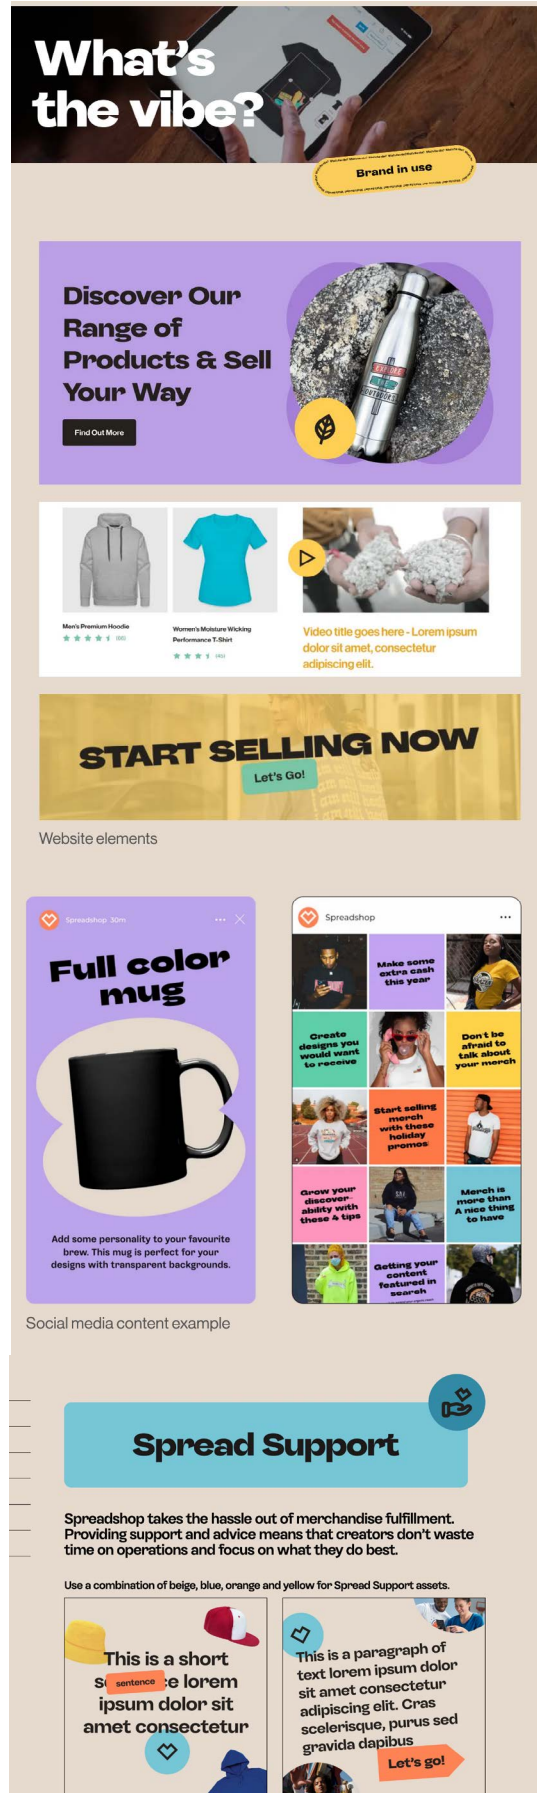 What's
the vibe?
Brand in use
Discover Our
Range of
Products & Sell
Your Way
Find Out More
EXPLORE
Men's Premium Hoodie
Women's Moisture Wicking
Performance T-Shirt
Video title goes here - Lorem ipsum
dolor sit amet, consectetur
adipiscing elit.
START SELLING NOW
Let's Go!
Website elements
Spreadshop 30m
Full color
mug
Add some personality to your favourite
brew. This mug is perfect for your
designs with transparent backgrounds.
Spreadshop
Make some
extra cash
this year
Create
designs you
would want
to receive
Don't be
afraid to
talk about
your merch
Start selling
merch
with these
holiday
promos
Grow your
discover-
ability with
these 4 tips
Merch is
more than
A nice thing
to have
Getting your
content
featured in
search
Social media content example
Spread Support
Spreadshop takes the hassle out of merchandise fulfillment.
Providing support and advice means that creators don't waste
time on operations and focus on what they do best.
Use a combination of beige, blue, orange and yellow for Spread Support assets.
This is a short
sentence
lorem
ipsum dolor sit
amet consectetur
This is a paragraph of
text lorem ipsum dolor
sit amet consectetur
adipiscing elit. Cras
scelerisque, purus sed
gravida dapibus
Let's go!